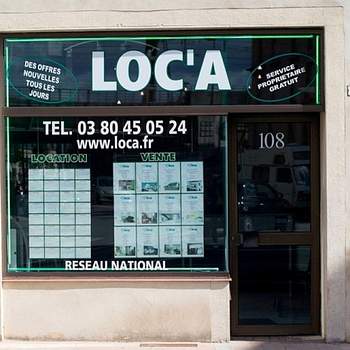 DES OFFRES
NOUVELLES
TOUS LES
JOURS
LOC'A
SERVICE
PROPRIETAIRE
GRATUIT
TEL. 03 80 45 05 24
www.loca.fr
108
LOCATION
VENTE
RESEAU NATIONAL